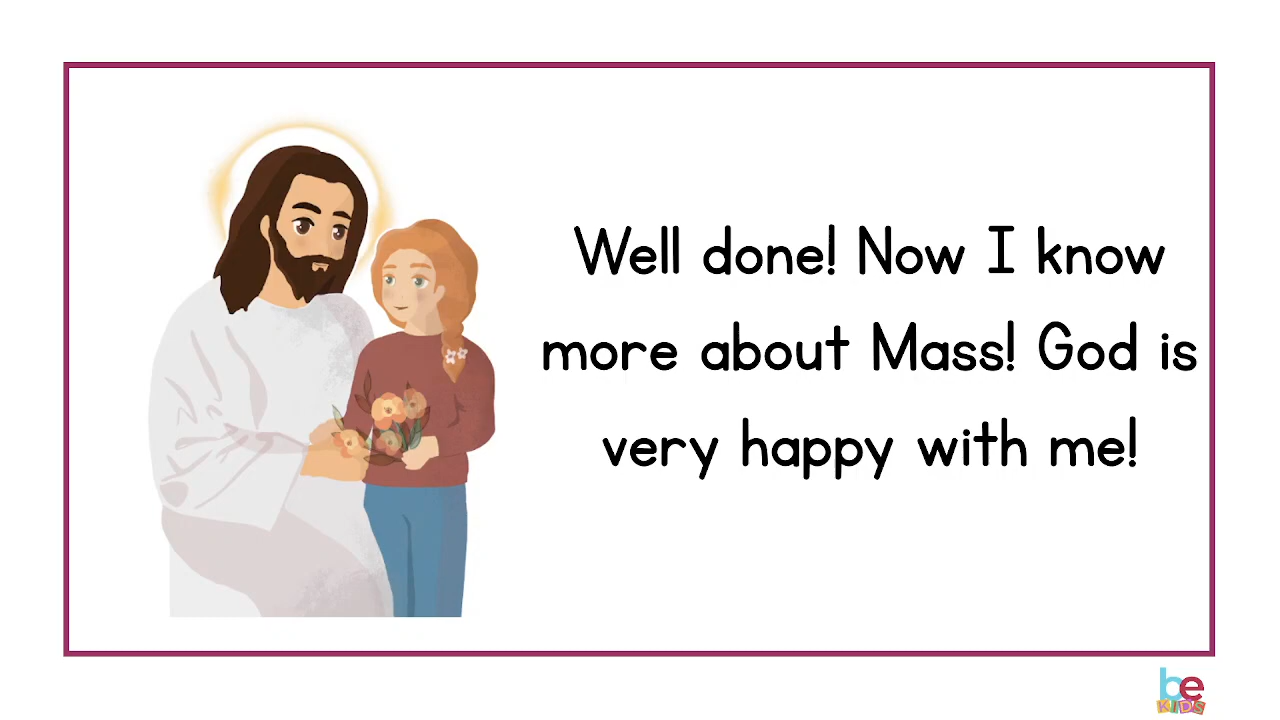 Well done! Now I know
more about Mass! God is
very happy with me!
be
KIDS